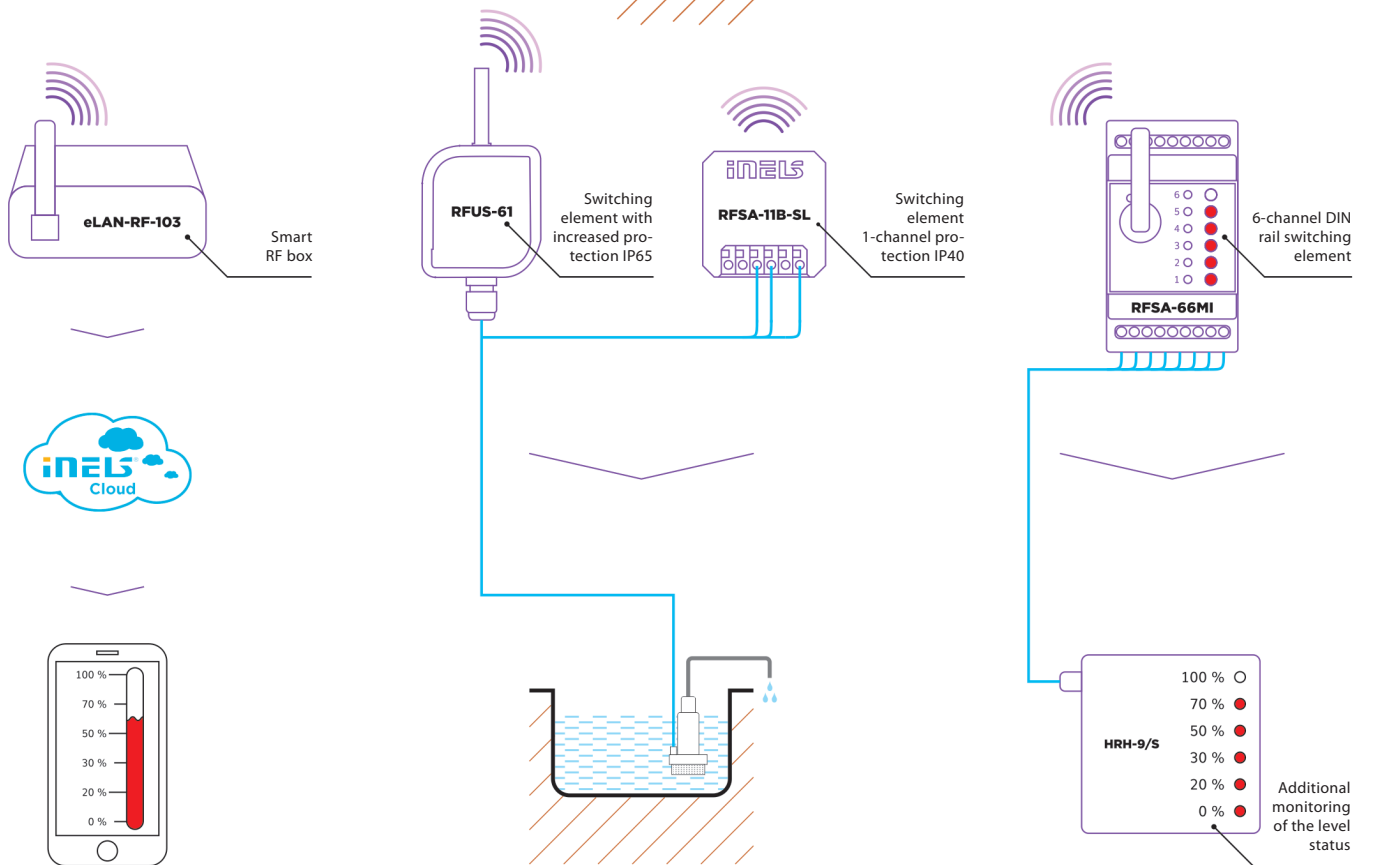 eLAN-RF-103
Smart
RF box
RFUS-61
Switching
element with
increased pro-
tection IP65
iNELS
RFSA-11B-SL
Switching
element
1-channel pro-
tection IP40
6
5
4
3
2
1
RFSA-66MI
6-channel DIN
rail switching
element
iNELS
Cloud
100 %
70 %
50 %
30 %
20 %
0 %
HRH-9/S
100 %
70 %
50 %
30 %
20 %
0 %
Additional
monitoring
of the level
status